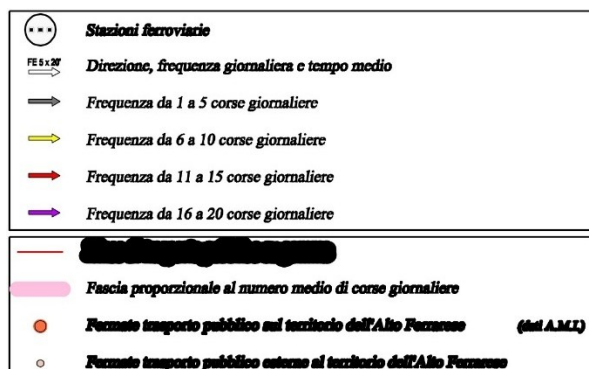 Stazioni ferroviarie
FE 5 x 20'
Direzione, frequenza giornaliera e tempo medio
Frequenza da 1 a 5 corse giornaliere
Frequenza da 6 a 10 corse giornaliere
Frequenza da 11 a 15 corse giornaliere
Frequenza da 16 a 20 corse giornaliere
Fascia proporzionale al numero medio di corse giornaliere
Fermate trasporto pubblico sul territorio dell'Alto Ferrarese (dati A.M.I.)
Fermate trasporto pubblico esterne al territorio dell'Alto Ferrarese